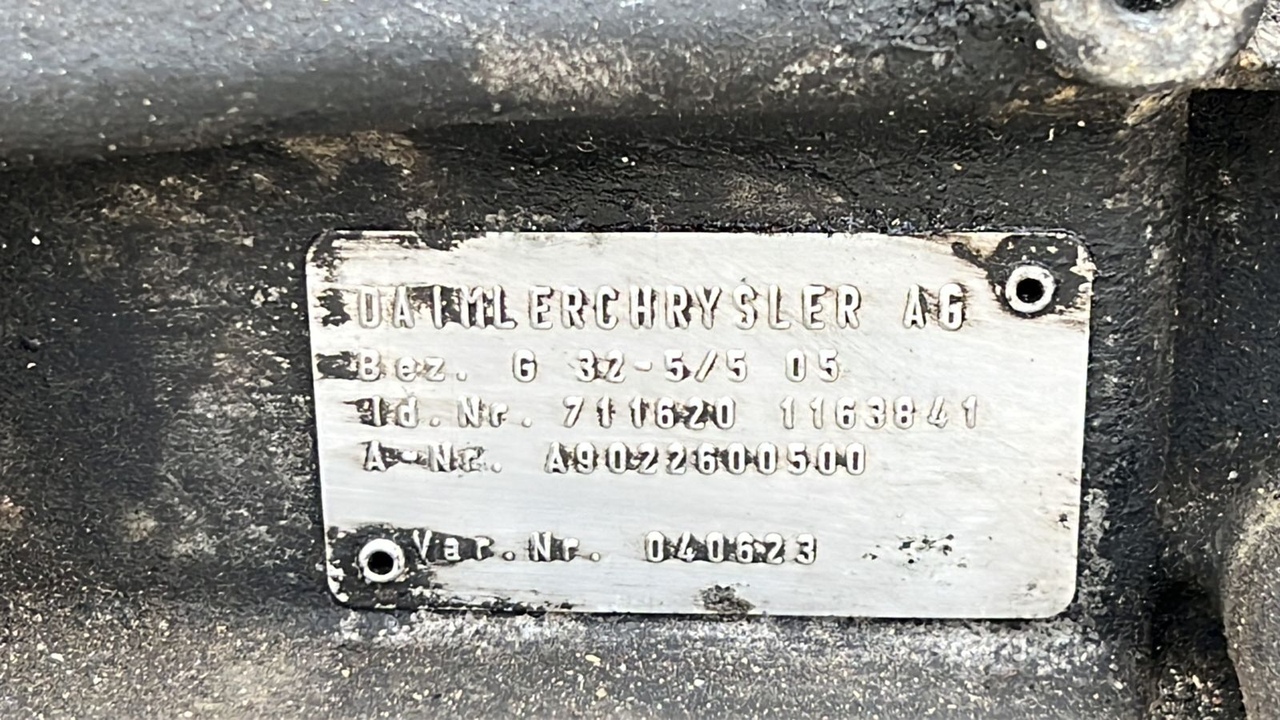 DAIMLERCHRYSLER AG
Bez. G 32-5/5 05
Id.Nr. 711620 1163841
A-Nr. A9022600500
Var.Nr. 040623